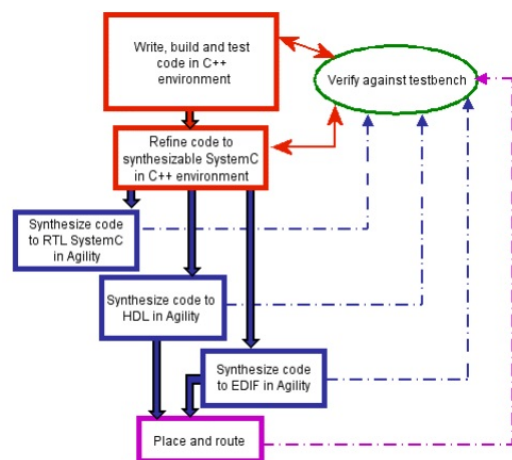 Write, build and test
code in C++
environment
Verify against testbench
Refine code to
synthesizable SystemC
in C++ environment
Synthesize code
to RTL SystemC
in Agility
Synthesize code to
HDL in Agility
Synthesize code
to EDIF in Agility
Place and route